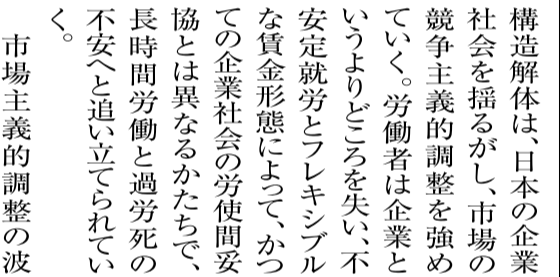 構造解体は、日本の企業
社会を揺るがし、市場の
競争主義的調整を強め
ていく。労働者は企業と
いうよりどころを失い、不
安定就労とフレキシブル
な賃金形態によって、かつ
ての企業社会の労使間妥
協とは異なるかたちで、
長時間労働と過労死の
不安へと追い立てられてい
く。
市場主義的調整の波